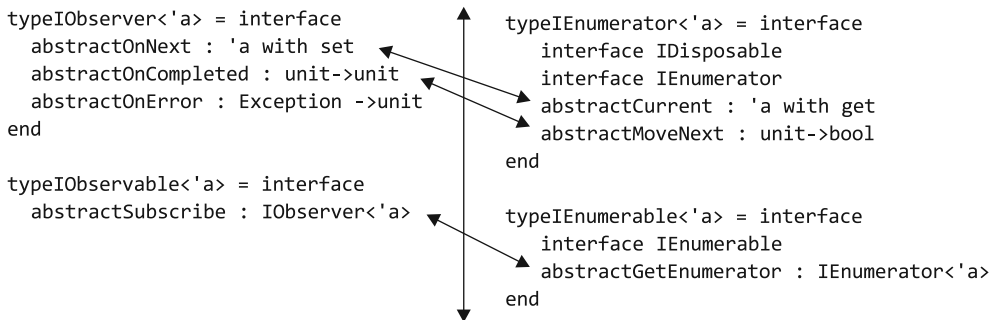 typeIObserver<'a> = interface
abstractOnNext : 'a with set
abstractOnCompleted : unit->unit
abstractOnError : Exception ->unit
end
typeIObservable<'a> = interface
abstractSubscribe : IObserver<'a>
typeIEnumerator<'a> = interface
interface IDisposable
interface IEnumerator
abstractCurrent : 'a with get
abstractMoveNext : unit->bool
end
typeIEnumerable<'a> = interface
interface IEnumerable
abstractGetEnumerator : IEnumerator<'a>
end